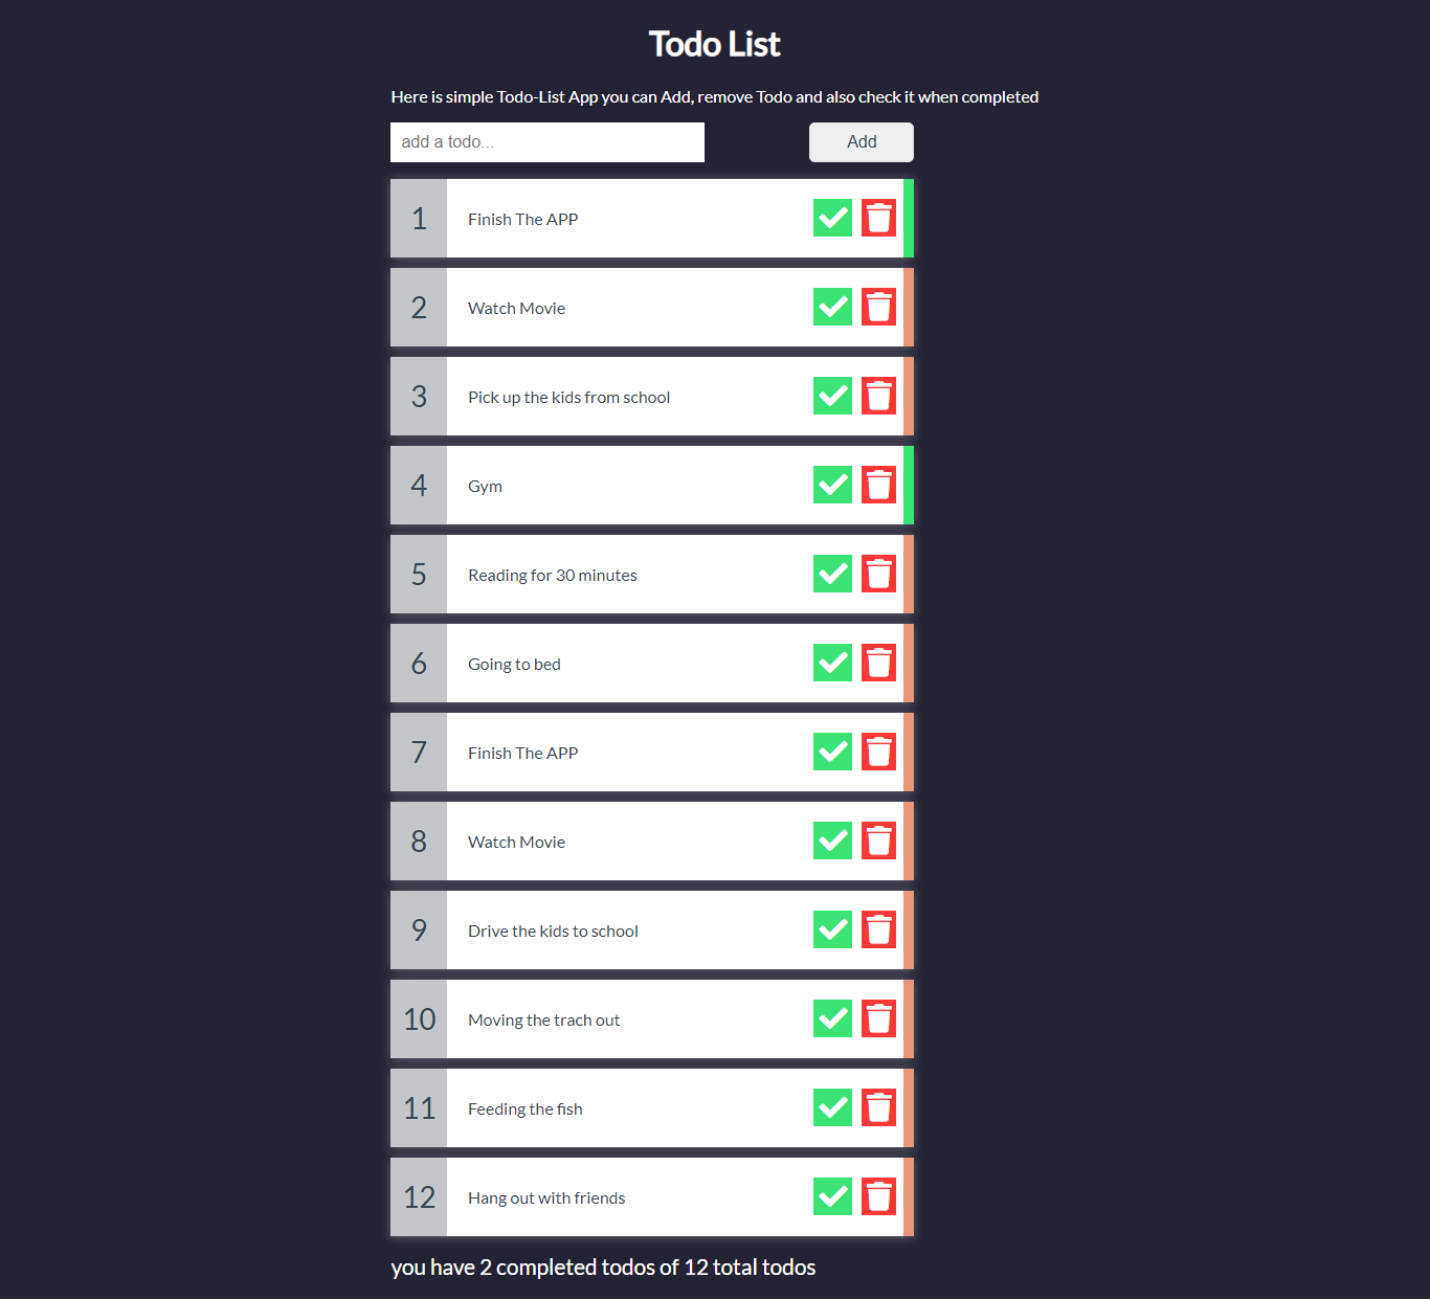 Todo List
Here is simple Todo-List App you can Add, remove Todo and also check it when completed
add a todo... Add
1 Finish The APP
2 Watch Movie
3 Pick up the kids from school
4 Gym
5 Reading for 30 minutes
6 Going to bed
7 Finish The APP
8 Watch Movie
9 Drive the kids to school
10 Moving the trach out
11 Feeding the fish
12 Hang out with friends
you have 2 completed todos of 12 total todos